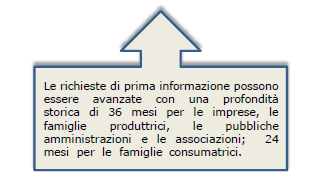 Le richieste di prima informazione possono
essere avanzate con una profondità
storica di 36 mesi per le imprese, le
famiglie produttrici, le pubbliche
amministrazioni e le associazioni; 24
mesi per le famiglie consumatrici.